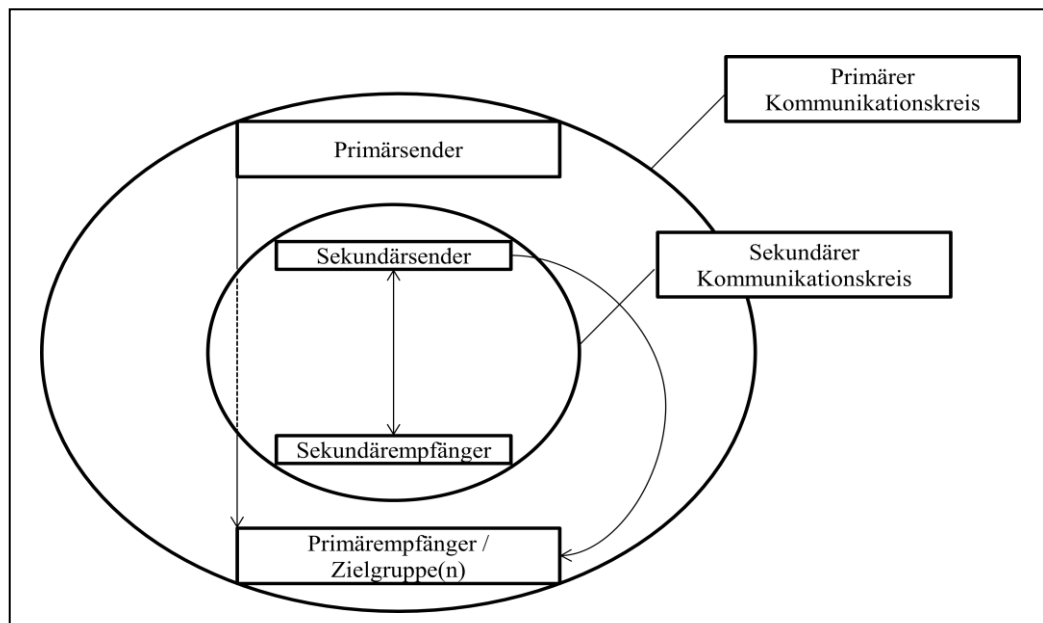 Primärer
Kommunikationskreis
Primärsender
Sekundärer
Kommunikationskreis
Sekundärsender
Sekundärempfänger
Primärempfänger /
Zielgruppe(n)